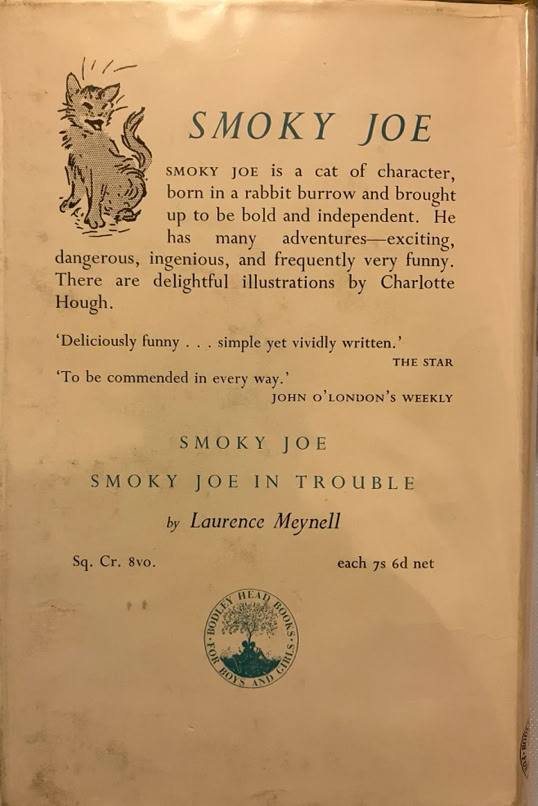 SMOKY JOE
SMOKY JOE is a cat of character,
born in a rabbit burrow and brought
up to be bold and independent. He
has many adventures—exciting,
dangerous, ingenious, and frequently very funny.
There are delightful illustrations by Charlotte
Hough.
‘Deliciously funny . . . simple yet vividly written.’
THE STAR
‘To be commended in every way.’
JOHN O’LONDON’S WEEKLY
SMOKY JOE
SMOKY JOE IN TROUBLE
by Laurence Meynell
Sq. Cr. 8vo.
each 7s 6d net
BODLEY HEAD BOOKS
· FOR BOYS AND GIRLS ·